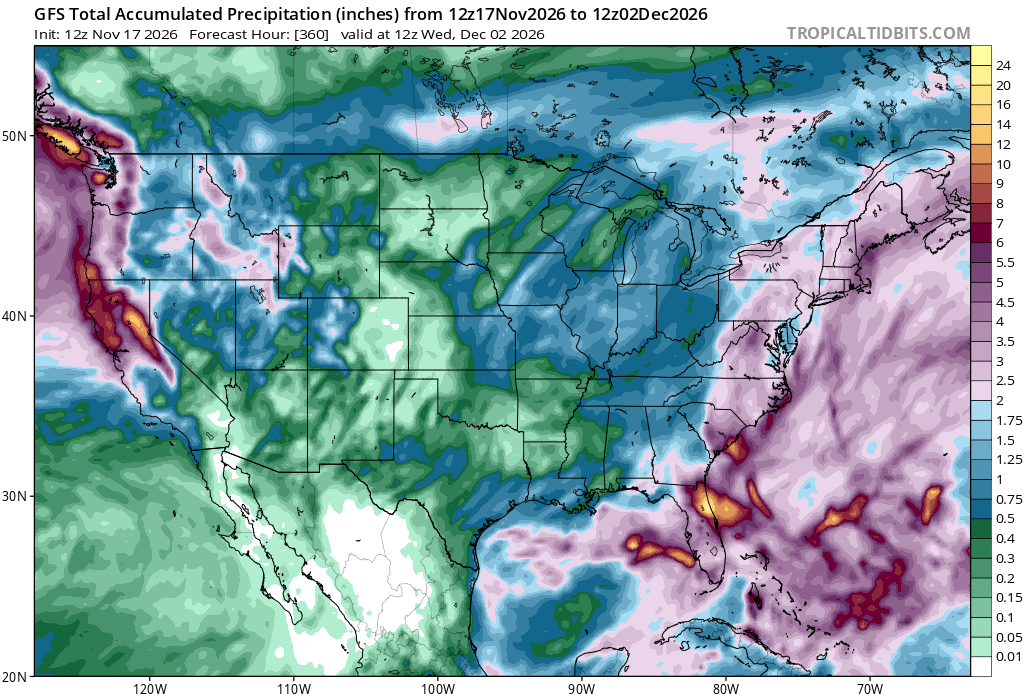 GFS Total Accumulated Precipitation (inches) from 12z17Nov2026 to 12z02Dec2026
Init: 12z Nov 17 2026 Forecast Hour: [360] valid at 12z Wed, Dec 02 2026
TROPICALTIDBITS.COM
50N
40N
30N
20N
120W
110W
100W
90W
80W
70W
24
20
16
14
12
10
9
8
7
6
5.5
5
4.5
4
3.5
3
2.5
2
1.75
1.5
1.25
1
0.75
0.5
0.4
0.3
0.2
0.15
0.1
0.05
0.01